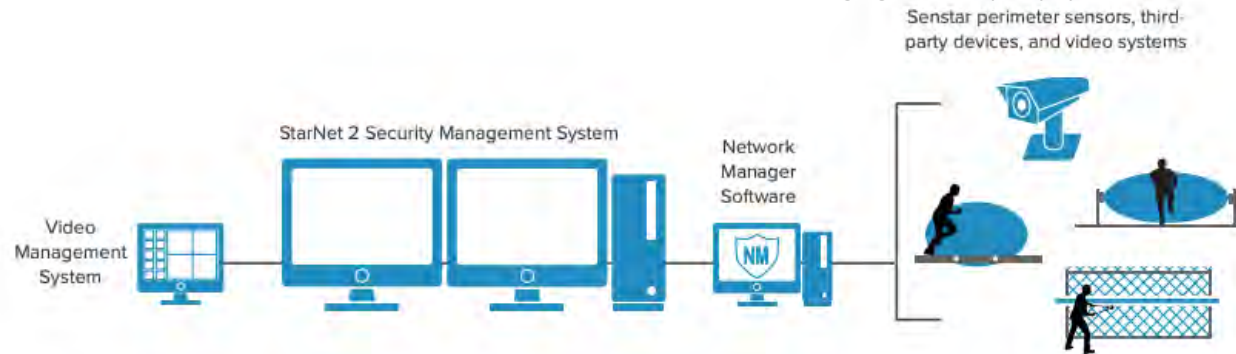 Senstar perimeter sensors, third-
party devices, and video systems
StarNet 2 Security Management System
Network
Manager
Software
Video
Management
System
NM